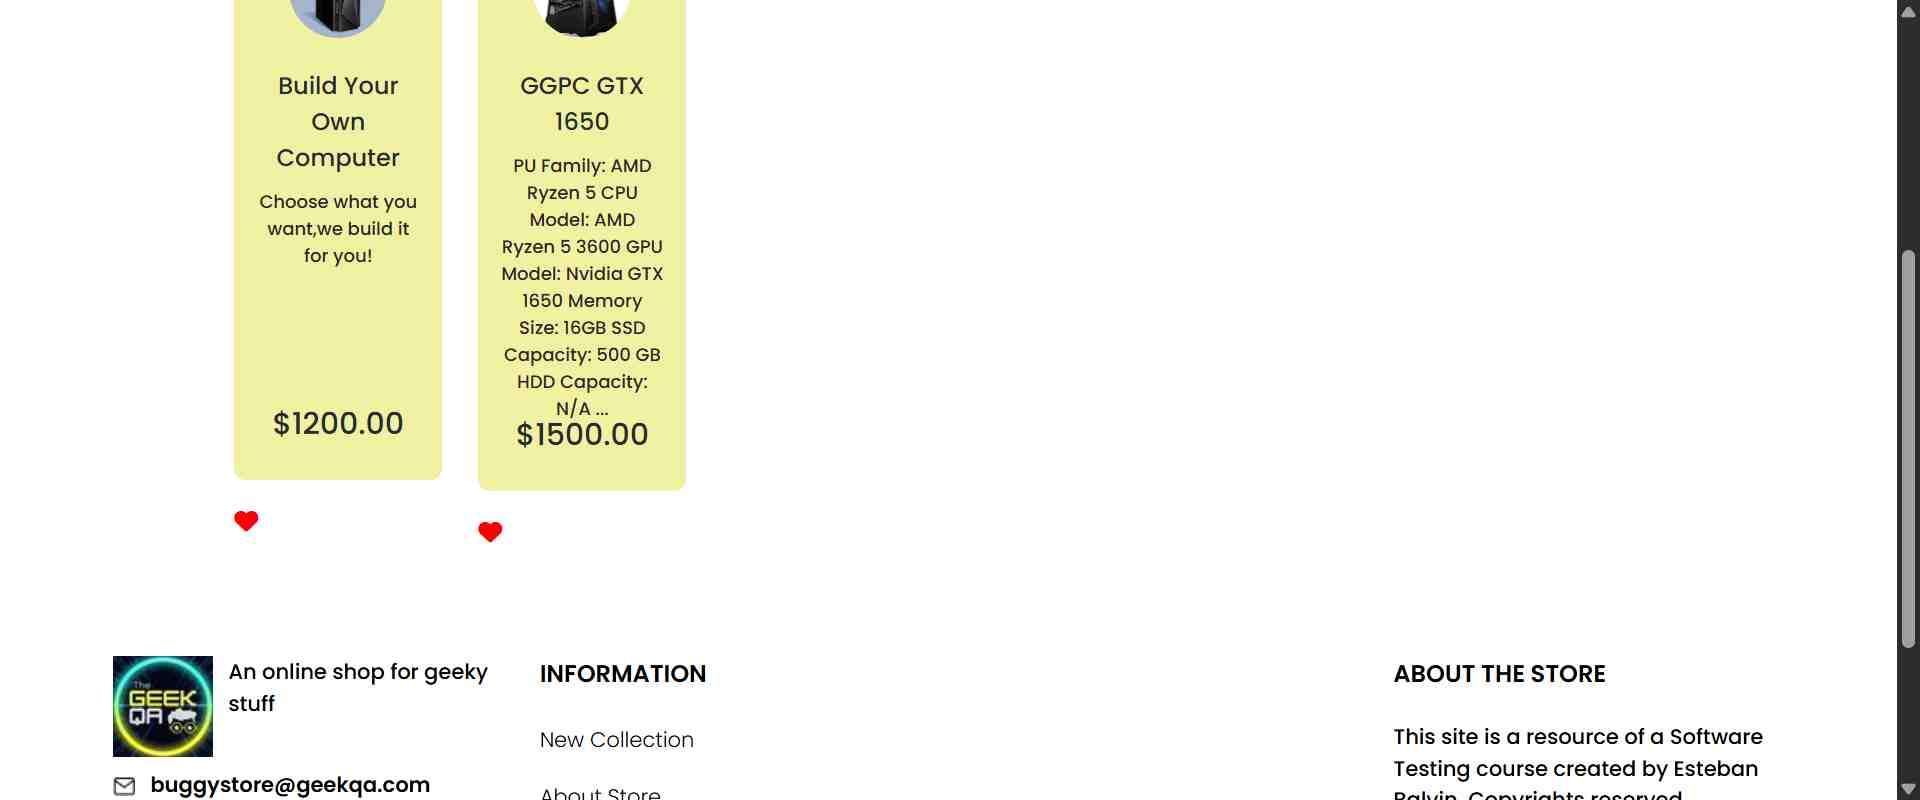 Build Your
Own
Computer
Choose what you
want,we build it
for you!
$1200.00
GGPC GTX
1650
PU Family: AMD
Ryzen 5 CPU
Model: AMD
Ryzen 5 3600 GPU
Model: Nvidia GTX
1650 Memory
Size: 16GB SSD
Capacity: 500 GB
HDD Capacity:
N/A ...
$1500.00
The
GEEK
QA
An online shop for geeky
stuff
buggystore@geekqa.com
INFORMATION
New Collection
About Store
ABOUT THE STORE
This site is a resource of a Software
Testing course created by Esteban
Balvin. Copyrights reserved